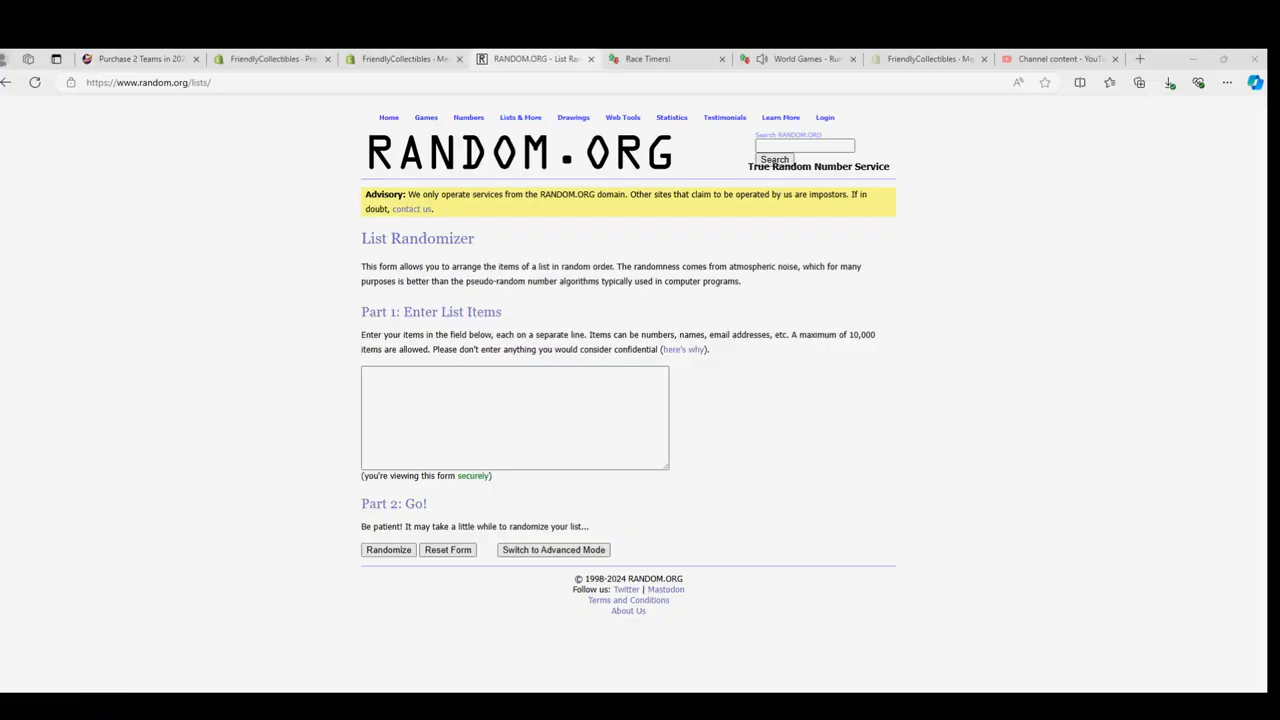 Purchase 2 Teams in 202
FriendlyCollectibles - Pro
FriendlyCollectibles - Me
RANDOM.ORG - List Ran
Race Timers!
World Games - Run
FriendlyCollectibles - Me
Channel content - YouTu
https://www.random.org/lists/
Home Games Numbers Lists & More Drawings Web Tools Statistics Testimonials Learn More Login
Search RANDOM.ORG
RANDOM.ORG
Search
True Random Number Service
Advisory: We only operate services from the RANDOM.ORG domain. Other sites that claim to be operated by us are impostors. If in
doubt, contact us.
List Randomizer
This form allows you to arrange the items of a list in random order. The randomness comes from atmospheric noise, which for many
purposes is better than the pseudo-random number algorithms typically used in computer programs.
Part 1: Enter List Items
Enter your items in the field below, each on a separate line. Items can be numbers, names, email addresses, etc. A maximum of 10,000
items are allowed. Please don't enter anything you would consider confidential (here's why).
(you're viewing this form securely)
Part 2: Go!
Be patient! It may take a little while to randomize your list...
Randomize Reset Form Switch to Advanced Mode
© 1998-2024 RANDOM.ORG
Follow us: Twitter | Mastodon
Terms and Conditions
About Us